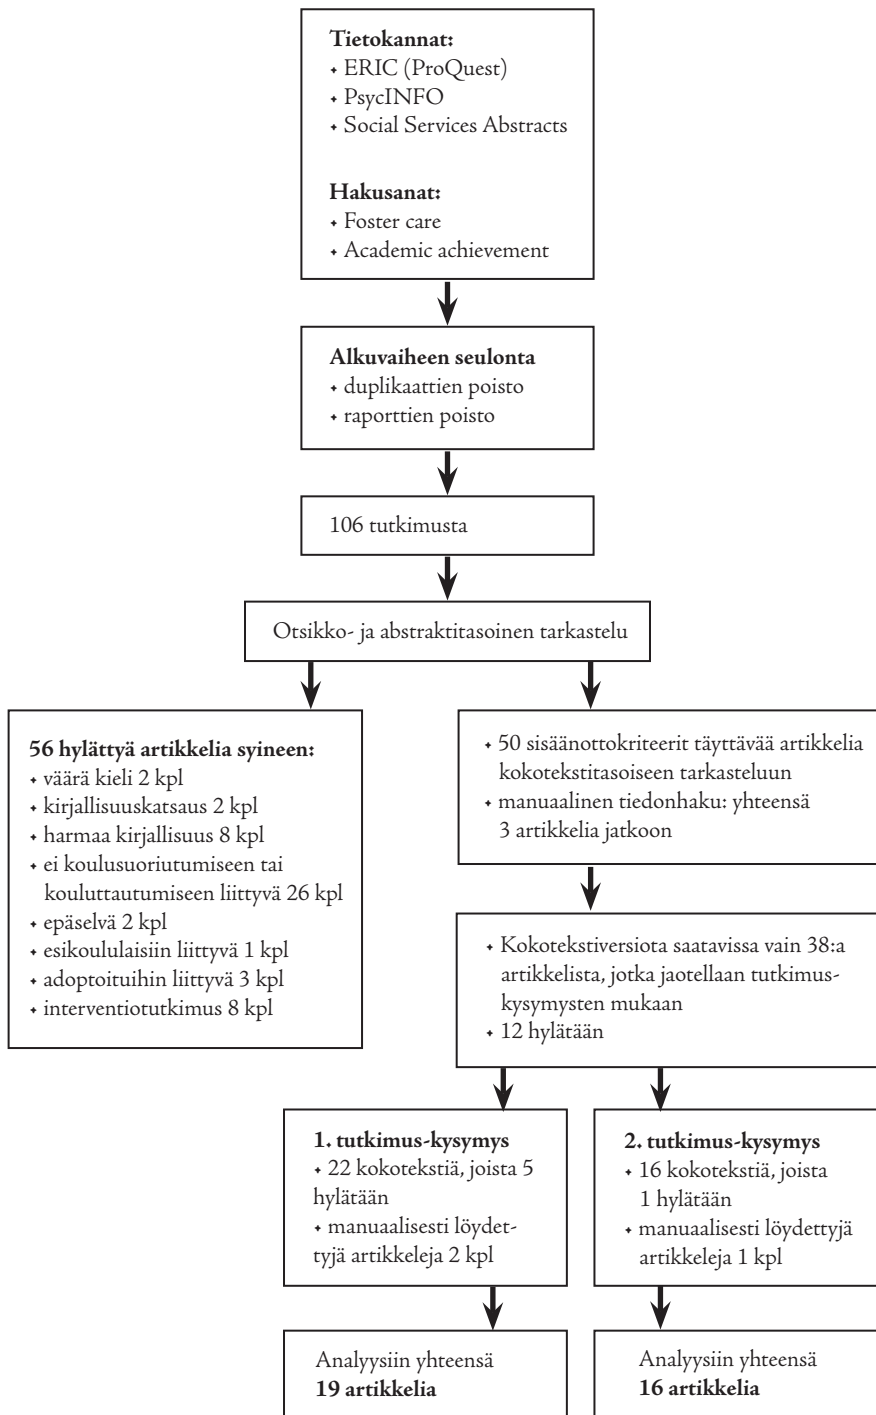 Tietokannat:
✦ ERIC (ProQuest)
✦ PsycINFO
✦ Social Services Abstracts
Hakusanat:
✦ Foster care
✦ Academic achievement
Alkuvaiheen seulonta
✦ duplikaattien poisto
✦ raporttien poisto
106 tutkimusta
Otsikko- ja abstraktitasoinen tarkastelu
56 hylättyä artikkelia syineen:
✦ väärä kieli 2 kpl
✦ kirjallisuuskatsaus 2 kpl
✦ harmaa kirjallisuus 8 kpl
✦ ei koulusuoriutumiseen tai
kouluttautumiseen liittyvä 26 kpl
✦ epäselvä 2 kpl
✦ esikoululaisiin liittyvä 1 kpl
✦ adoptoituihin liittyvä 3 kpl
✦ interventiotutkimus 8 kpl
✦ 50 sisäänottokriteerit täyttävää artikkelia
kokotekstitasoiseen tarkasteluun
✦ manuaalinen tiedonhaku: yhteensä
3 artikkelia jatkoon
✦ Kokotekstiversiota saatavissa vain 38:a
artikkelista, jotka jaotellaan tutkimus-
kysymysten mukaan
✦ 12 hylätään
1. tutkimus-kysymys
✦ 22 kokotekstiä, joista 5
hylätään
✦ manuaalisesti löydet-
tyjä artikkeleja 2 kpl
2. tutkimus-kysymys
✦ 16 kokotekstiä, joista
1 hylätään
✦ manuaalisesti löydettyjä
artikkeleja 1 kpl
Analyysiin yhteensä
19 artikkelia
Analyysiin yhteensä
16 artikkelia